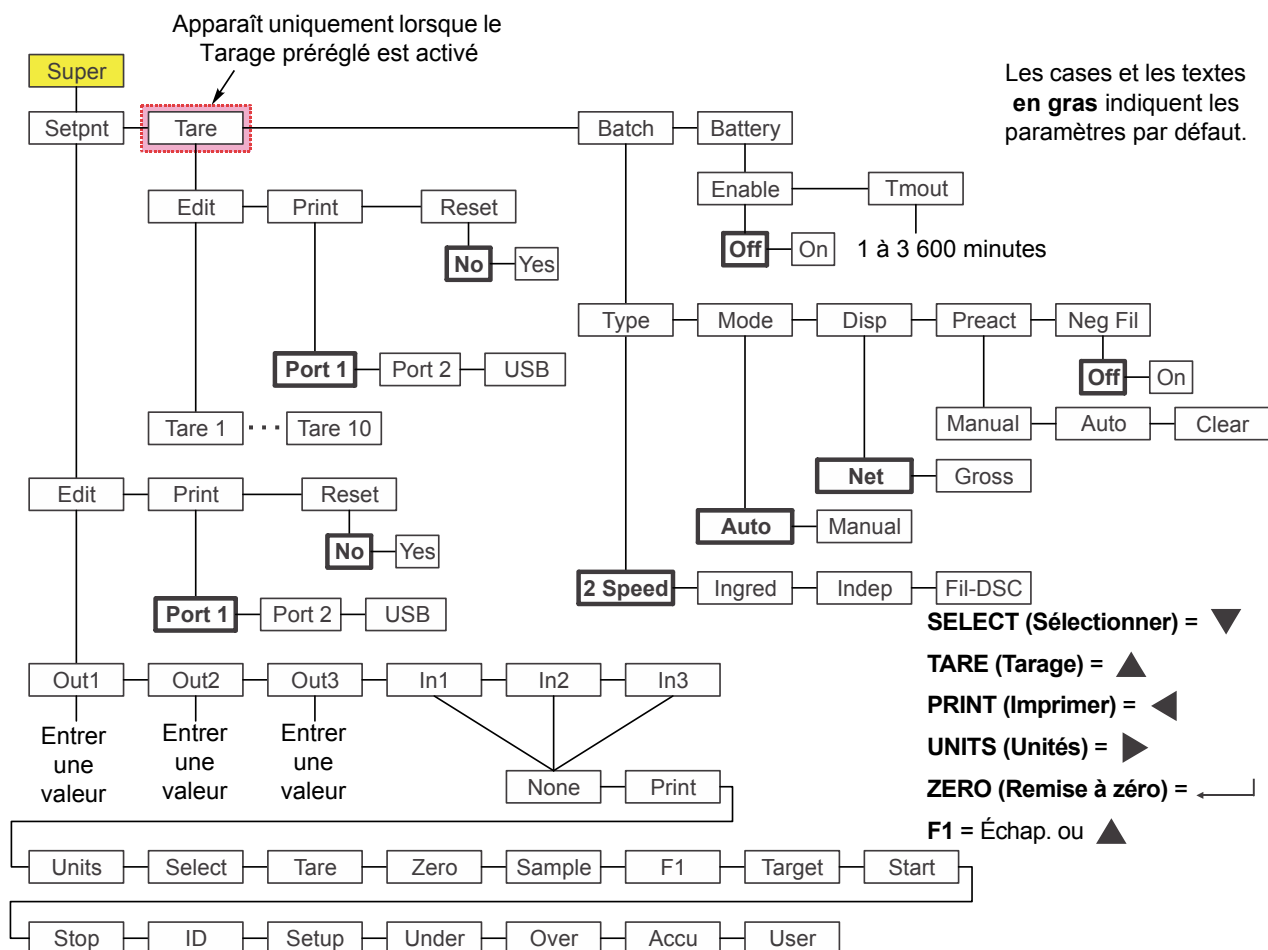 Apparaît uniquement lorsque le
Tarage préréglé est activé
Super
Les cases et les textes
en gras indiquent les
paramètres par défaut.
Setpnt Tare Batch Battery
Enable Tmout
Edit Print Reset
Off On 1 à 3 600 minutes
No Yes
Type Mode Disp Preact Neg Fil
Port 1 Port 2 USB
Off On
Tare 1 Tare 10
Manual Auto Clear
Net Gross
Edit Print Reset
Auto Manual
No Yes
2 Speed Ingred Indep Fil-DSC
Port 1 Port 2 USB
SELECT (Sélectionner) = ▼
TARE (Tarage) = ▲
PRINT (Imprimer) = ◀
UNITS (Unités) = ▶
ZERO (Remise à zéro) = ↵
F1 = Échap. ou ▲
Out1 Out2 Out3 In1 In2 In3
Entrer
une
valeur
Entrer
une
valeur
Entrer
une
valeur
None Print
Units Select Tare Zero Sample F1 Target Start
Stop ID Setup Under Over Accu User